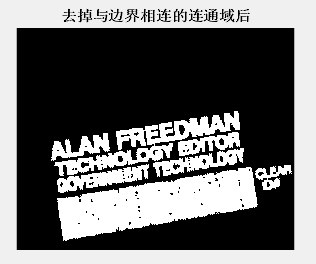 去掉与边界相连的连通域后
ALAN FREEDMAN
TECHNOLOGY EDITOR
GOVERNMENT TECHNOLOGY
CLEAR